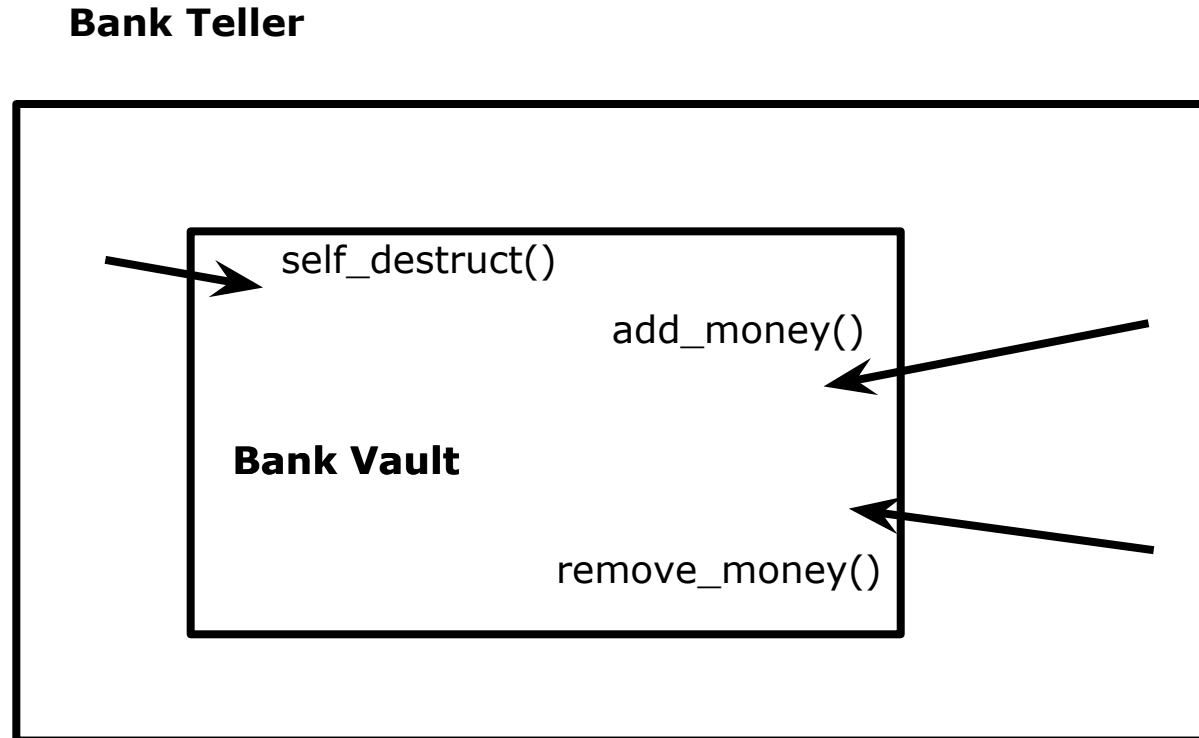 Bank Teller
self_destruct()
add_money()
Bank Vault
remove_money()